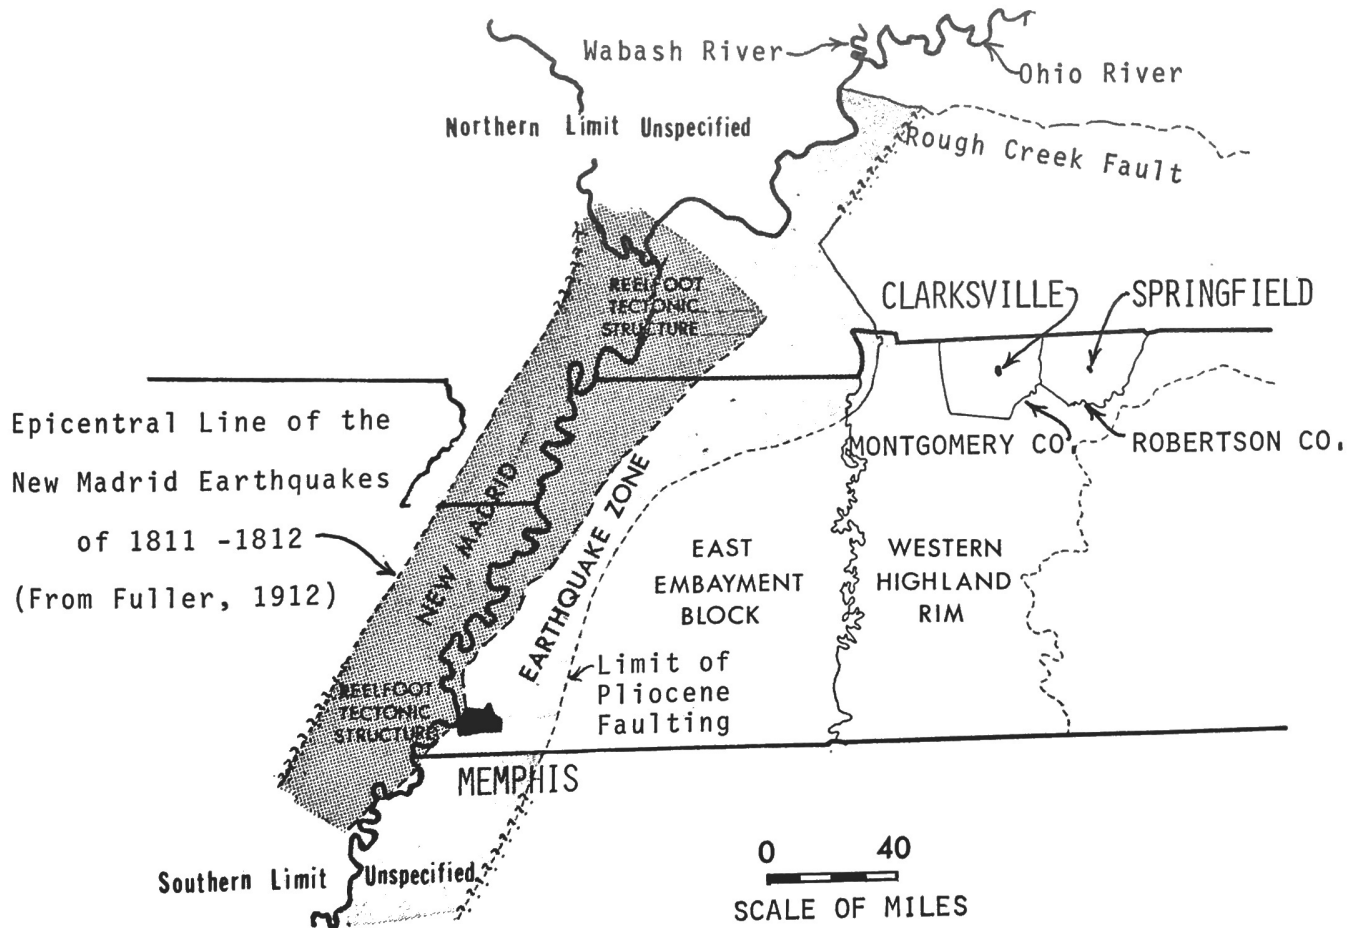 Wabash River
Ohio River
Northern Limit Unspecified
Rough Creek Fault
REELFOOT
TECTONIC
STRUCTURE
CLARKSVILLE
SPRINGFIELD
Epicentral Line of the
New Madrid Earthquakes
of 1811 -1812
(From Fuller, 1912)
MONTGOMERY CO.
ROBERTSON CO.
NEW MADRID
EARTHQUAKE ZONE
EAST
EMBAYMENT
BLOCK
WESTERN
HIGHLAND
RIM
Limit of
Pliocene
Faulting
REELFOOT
TECTONIC
STRUCTURE
MEMPHIS
Southern Limit Unspecified
0 40
SCALE OF MILES